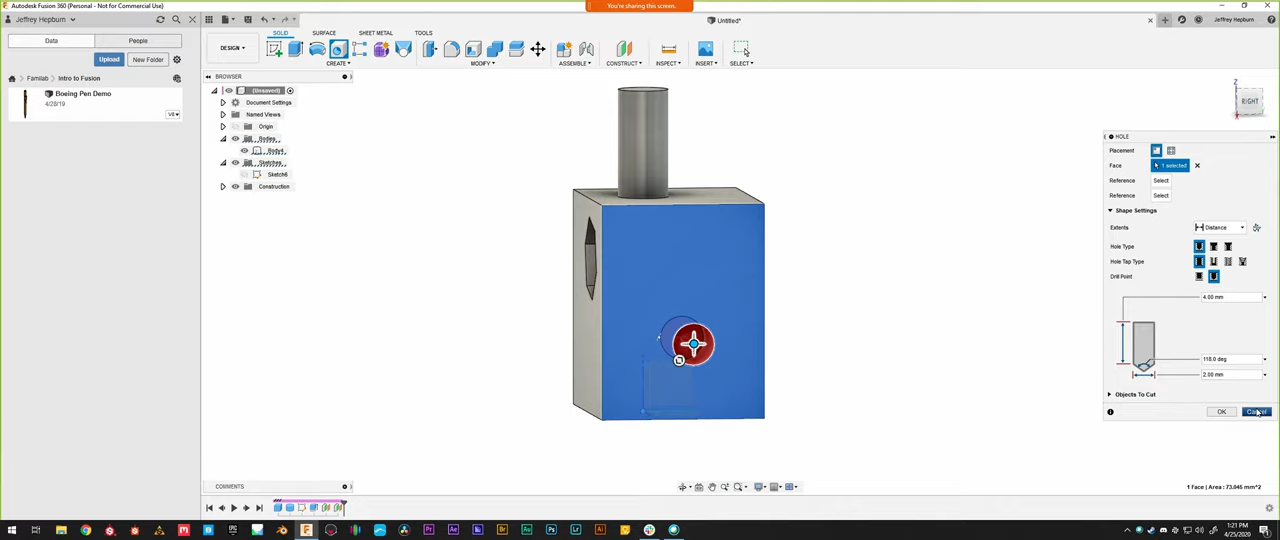 Autodesk Fusion 360 (Personal - Not for Commercial Use)
You're sharing this screen.
Jeffrey Hepburn
Untitled*
Jeffrey Hepburn
Data
People
Upload
New Folder
Familab
Intro to Fusion
Boeing Pen Demo
4/28/19
V8
SOLID
SURFACE
SHEET METAL
TOOLS
DESIGN
CREATE
MODIFY
ASSEMBLE
CONSTRUCT
INSPECT
INSERT
SELECT
BROWSER
(Unsaved)
Document Settings
Named Views
Origin
Bodies
Body4
Sketches
Sketch6
Construction
Z
RIGHT
HOLE
Placement
Face
1 selected
Reference
Select
Reference
Select
Shape Settings
Extents
Distance
Hole Type
Hole Tap Type
Drill Point
4.00 mm
118.0 deg
2.00 mm
Objects To Cut
OK
Cancel
COMMENTS
1 Face | Area : 73.045 mm^2
1:21 PM
4/25/2020